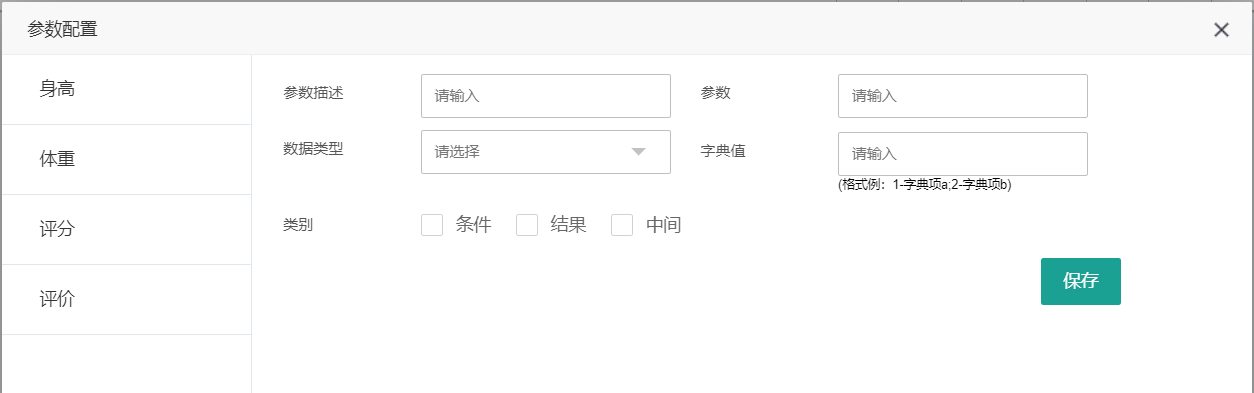 参数配置
身高
体重
评分
评价
参数描述 请输入 参数 请输入
数据类型 请选择 字典值 请输入
(格式例：1-字典项a;2-字典项b)
类别 条件 结果 中间
保存